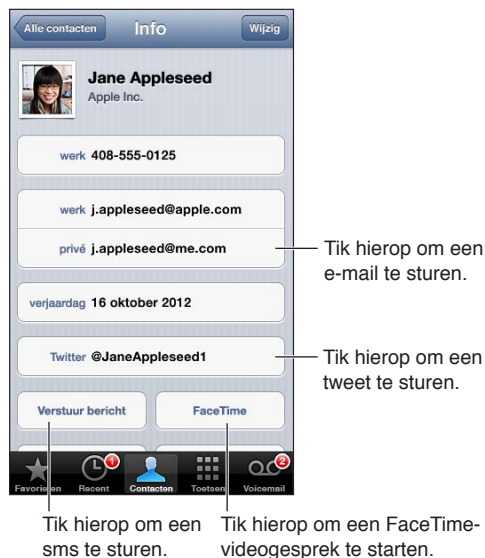 Alle contacten Info Wijzig
Jane Appleseed
Apple Inc.
werk 408-555-0125
werk j.appleseed@apple.com
privé j.appleseed@me.com
Tik hierop om een
e-mail te sturen.
verjaardag 16 oktober 2012
Twitter @JaneAppleseed1
Tik hierop om een
tweet te sturen.
Verstuur bericht FaceTime
1 2
Favorieten Recent Contacten Toetsen Voicemail
Tik hierop om een
sms te sturen.
Tik hierop om een FaceTime-
videogesprek te starten.